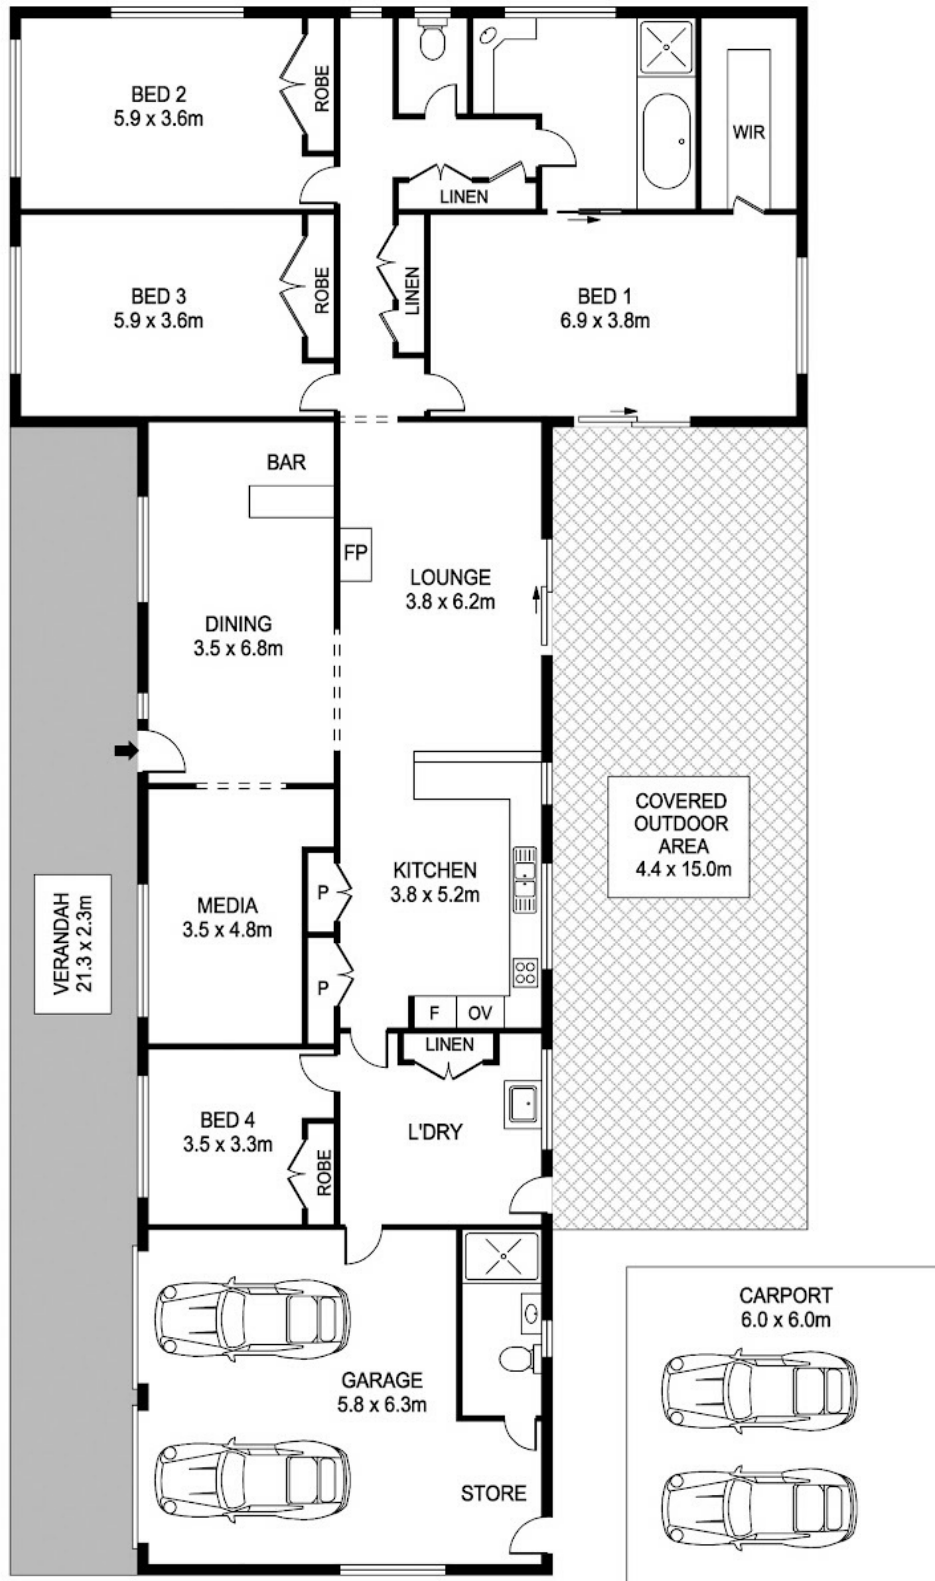 BED 2
5.9 x 3.6m
ROBE
WIR
LINEN
BED 3
5.9 x 3.6m
ROBE
LINEN
BED 1
6.9 x 3.8m
BAR
FP
LOUNGE
3.8 x 6.2m
DINING
3.5 x 6.8m
COVERED
OUTDOOR
AREA
4.4 x 15.0m
KITCHEN
3.8 x 5.2m
P
MEDIA
3.5 x 4.8m
VERANDAH
21.3 x 2.3m
P
F
OV
LINEN
BED 4
3.5 x 3.3m
ROBE
L'DRY
CARPORT
6.0 x 6.0m
GARAGE
5.8 x 6.3m
STORE